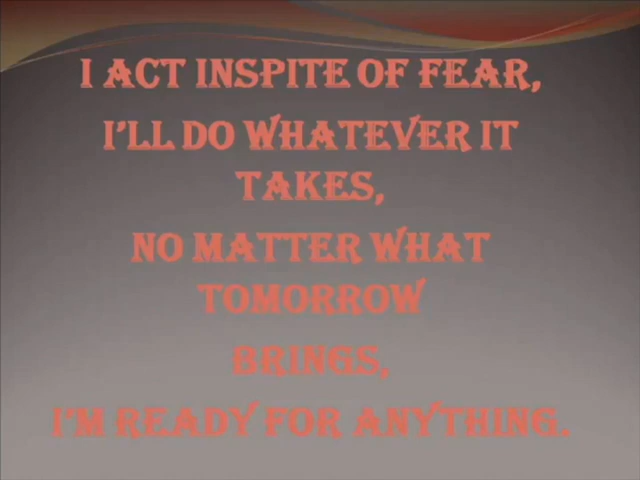 I ACT INSPITE OF FEAR,
I'LL DO WHATEVER IT
TAKES,
NO MATTER WHAT
TOMORROW
BRINGS,
I'M READY FOR ANYTHING.